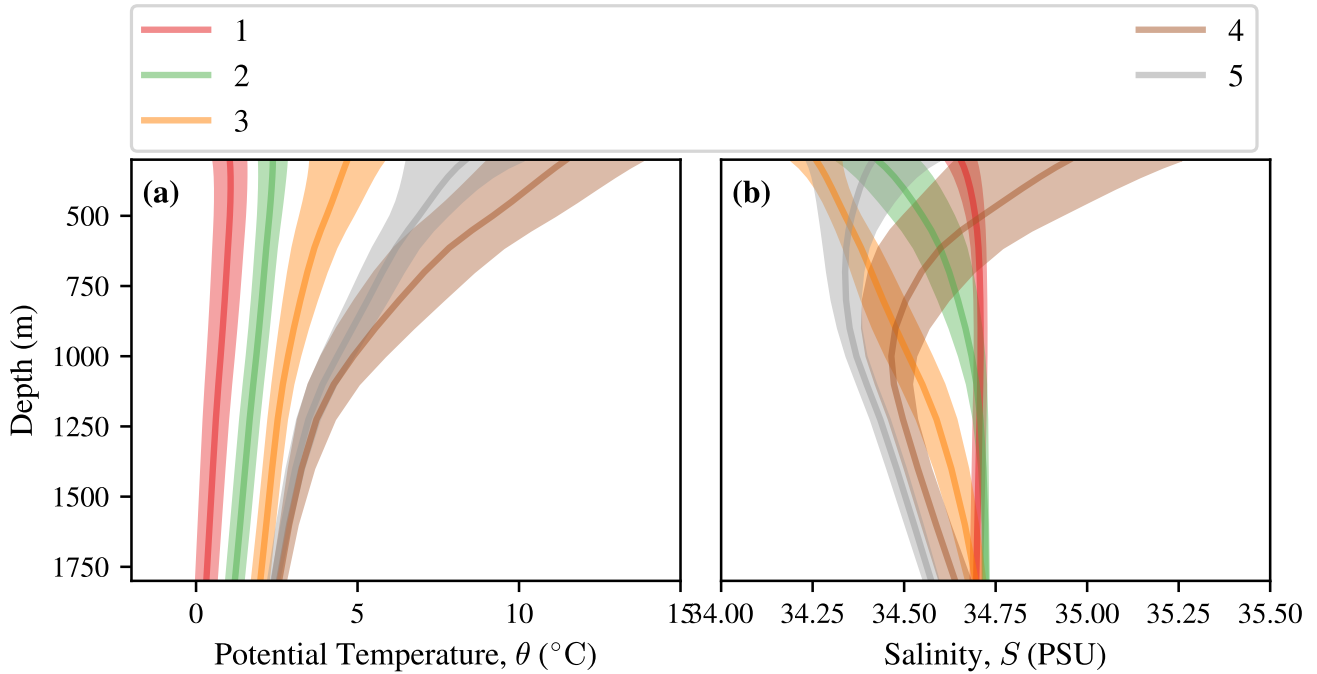 1
2
3
4
5
(a)
(b)
500
750
1000
1250
1500
1750
Depth (m)
0 5 10 15
34.00 34.25 34.50 34.75 35.00 35.25 35.50
Potential Temperature, θ (°C)
Salinity, S (PSU)